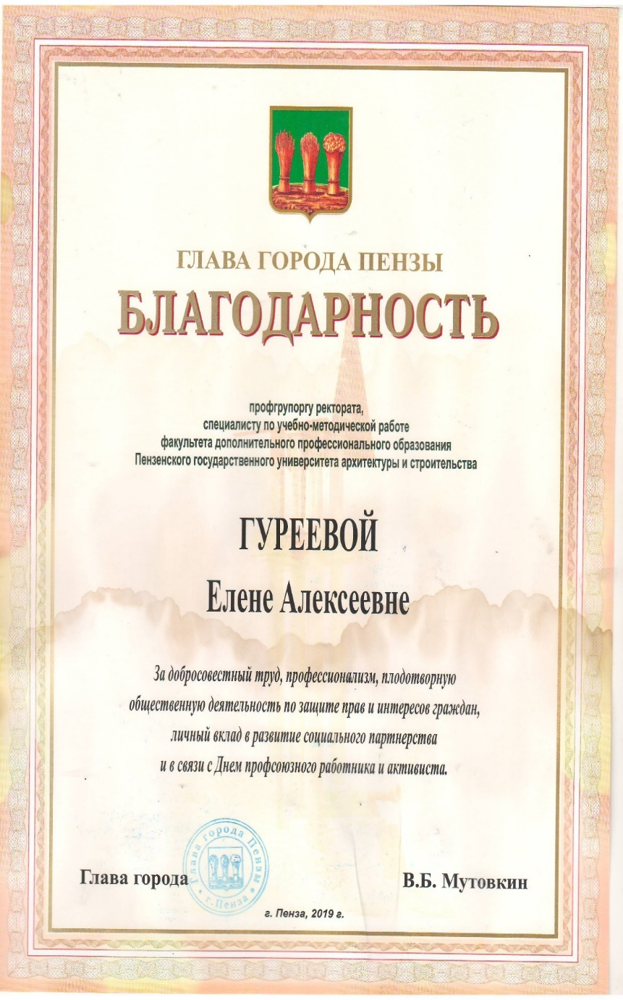 ГЛАВА ГОРОДА ПЕНЗЫ
БЛАГОДАРНОСТЬ
профгрупоргу ректората,
специалисту по учебно-методической работе
факультета дополнительного профессионального образования
Пензенского государственного университета архитектуры и строительства
ГУРЕЕВОЙ
Елене Алексеевне
За добросовестный труд, профессионализм, плодотворную
общественную деятельность по защите прав и интересов граждан,
личный вклад в развитие социального партнерства
и в связи с Днем профсоюзного работника и активиста.
Глава города Пензы
г. Пенза
Глава города
В.Б. Мутовкин
г. Пенза, 2019 г.